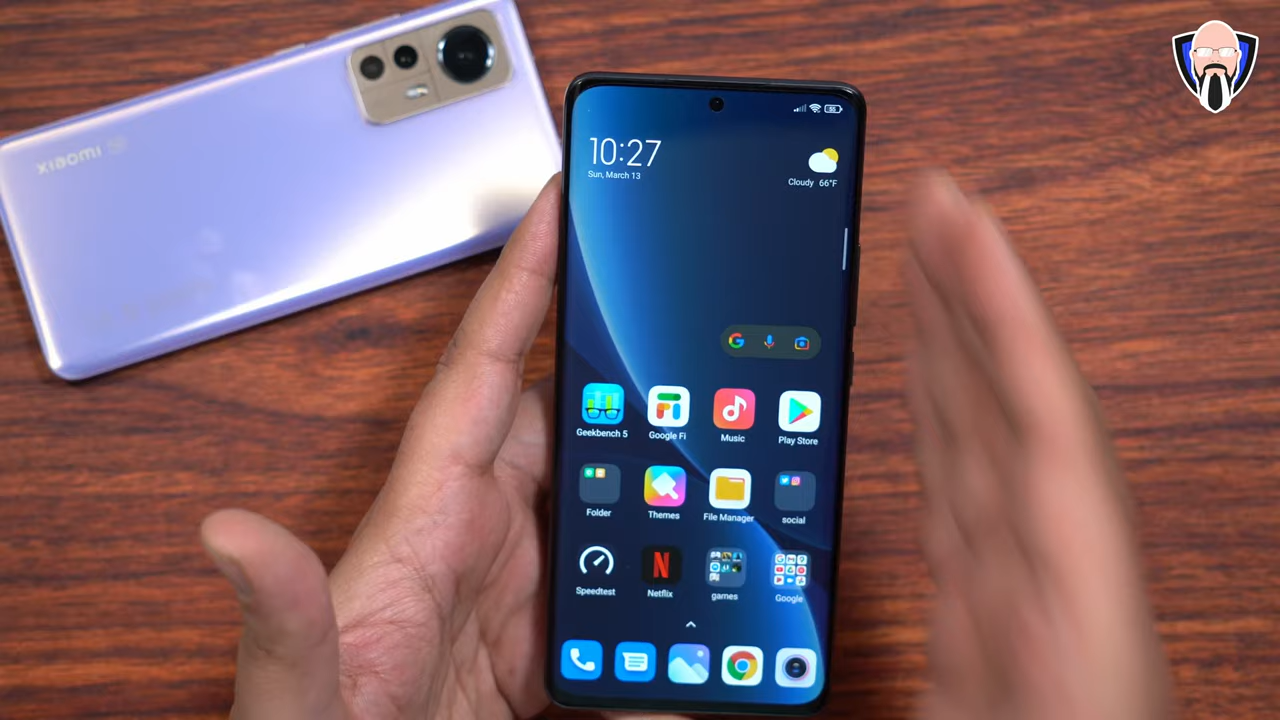 xiaomi
55
10:27
Sun, March 13
Cloudy 66°F
Geekbench 5
Google Fi
Music
Play Store
Folder
Themes
File Manager
social
Speedtest
Netflix
games
Google